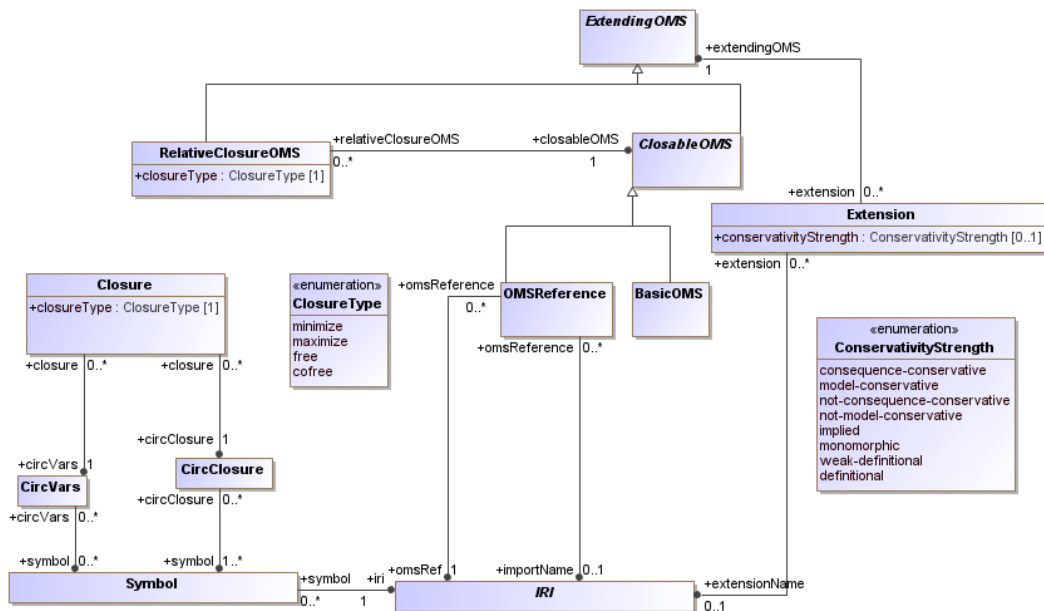 ExtendingOMS
+extendingOMS
1
+relativeClosureOMS
0..*
+closableOMS
1
RelativeClosureOMS
+closureType : ClosureType [1]
ClosableOMS
+extension
0..*
Extension
+conservativityStrength : ConservativityStrength [0..1]
+extension
0..*
Closure
+closureType : ClosureType [1]
+closure
0..*
+closure
0..*
«enumeration»
ClosureType
minimize
maximize
free
cofree
+omsReference
0..*
OMSReference
+omsReference
0..*
BasicOMS
«enumeration»
ConservativityStrength
consequence-conservative
model-conservative
not-consequence-conservative
not-model-conservative
implied
monomorphic
weak-definitional
definitional
+circClosure
1
+circVars
1
CircVars
+circVars
0..*
CircClosure
+circClosure
0..*
+symbol
0..*
+symbol
1..*
Symbol
+symbol
0..*
+iri
1
+omsRef
1
+importName
0..1
IRI
+extensionName
0..1